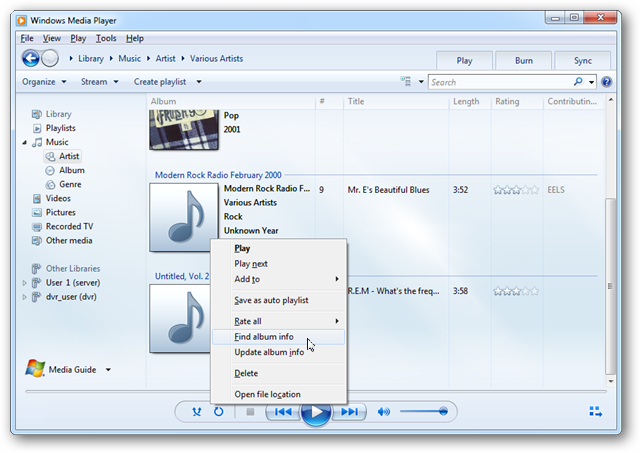 Windows Media Player
File View Play Tools Help
Library Music Artist Various Artists
Play Burn Sync
Organize Stream Create playlist Search
Album # Title Length Rating Contributin...
Library
Playlists
Music
Artist
Album
Genre
Videos
Pictures
Recorded TV
Other media
Other Libraries
User 1 (server)
dvr_user (dvr)
Media Guide
Pop
2001
Modern Rock Radio February 2000
Modern Rock Radio F... 9 Mr. E's Beautiful Blues 3:52 EELS
Various Artists
Rock
Unknown Year
Untitled, Vol. 2
R.E.M - What's the freq... 3:58
Play
Play next
Add to
Save as auto playlist
Rate all
Find album info
Update album info
Delete
Open file location